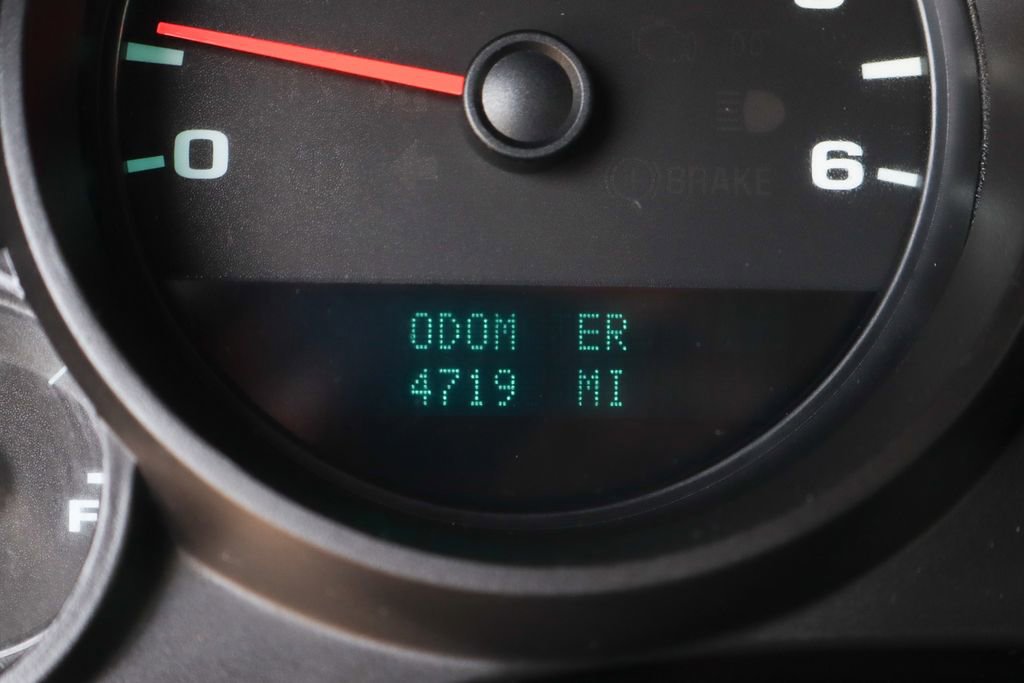 0
6
BRAKE
ODOM ER
4719 MI
F